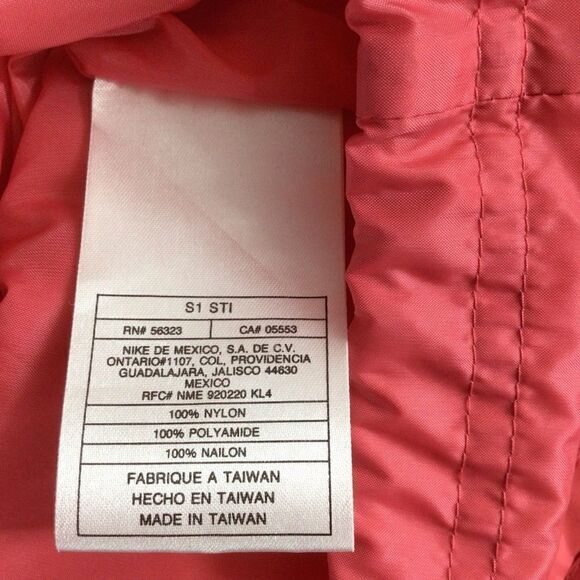 S1 STI
RN# 56323 CA# 05553
NIKE DE MEXICO, S.A. DE C.V.
ONTARIO#1107, COL, PROVIDENCIA
GUADALAJARA, JALISCO 44630
MEXICO
RFC# NME 920220 KL4
100% NYLON
100% POLYAMIDE
100% NAILON
FABRIQUE A TAIWAN
HECHO EN TAIWAN
MADE IN TAIWAN